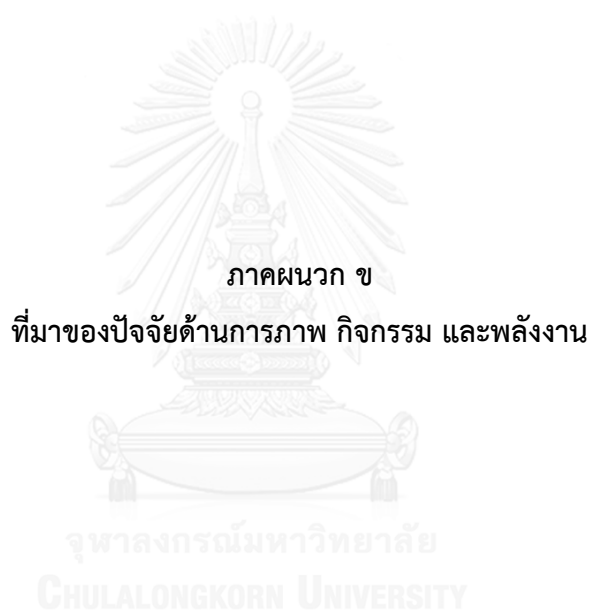 ภาคผนวก ข
ที่มาของปัจจัยด้านการภาพ กิจกรรม และพลังงาน
จุฬาลงกรณ์มหาวิทยาลัย
CHULALONGKORN UNIVERSITY